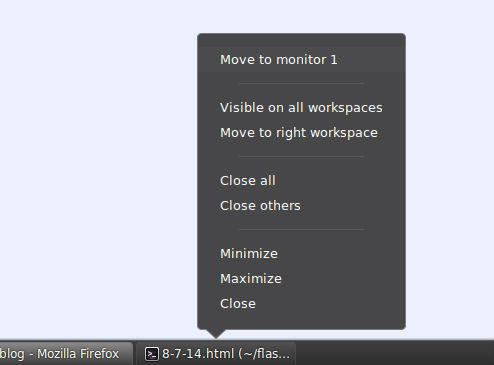 Move to monitor 1
Visible on all workspaces
Move to right workspace
Close all
Close others
Minimize
Maximize
Close
blog - Mozilla Firefox
8-7-14.html (~/flas...